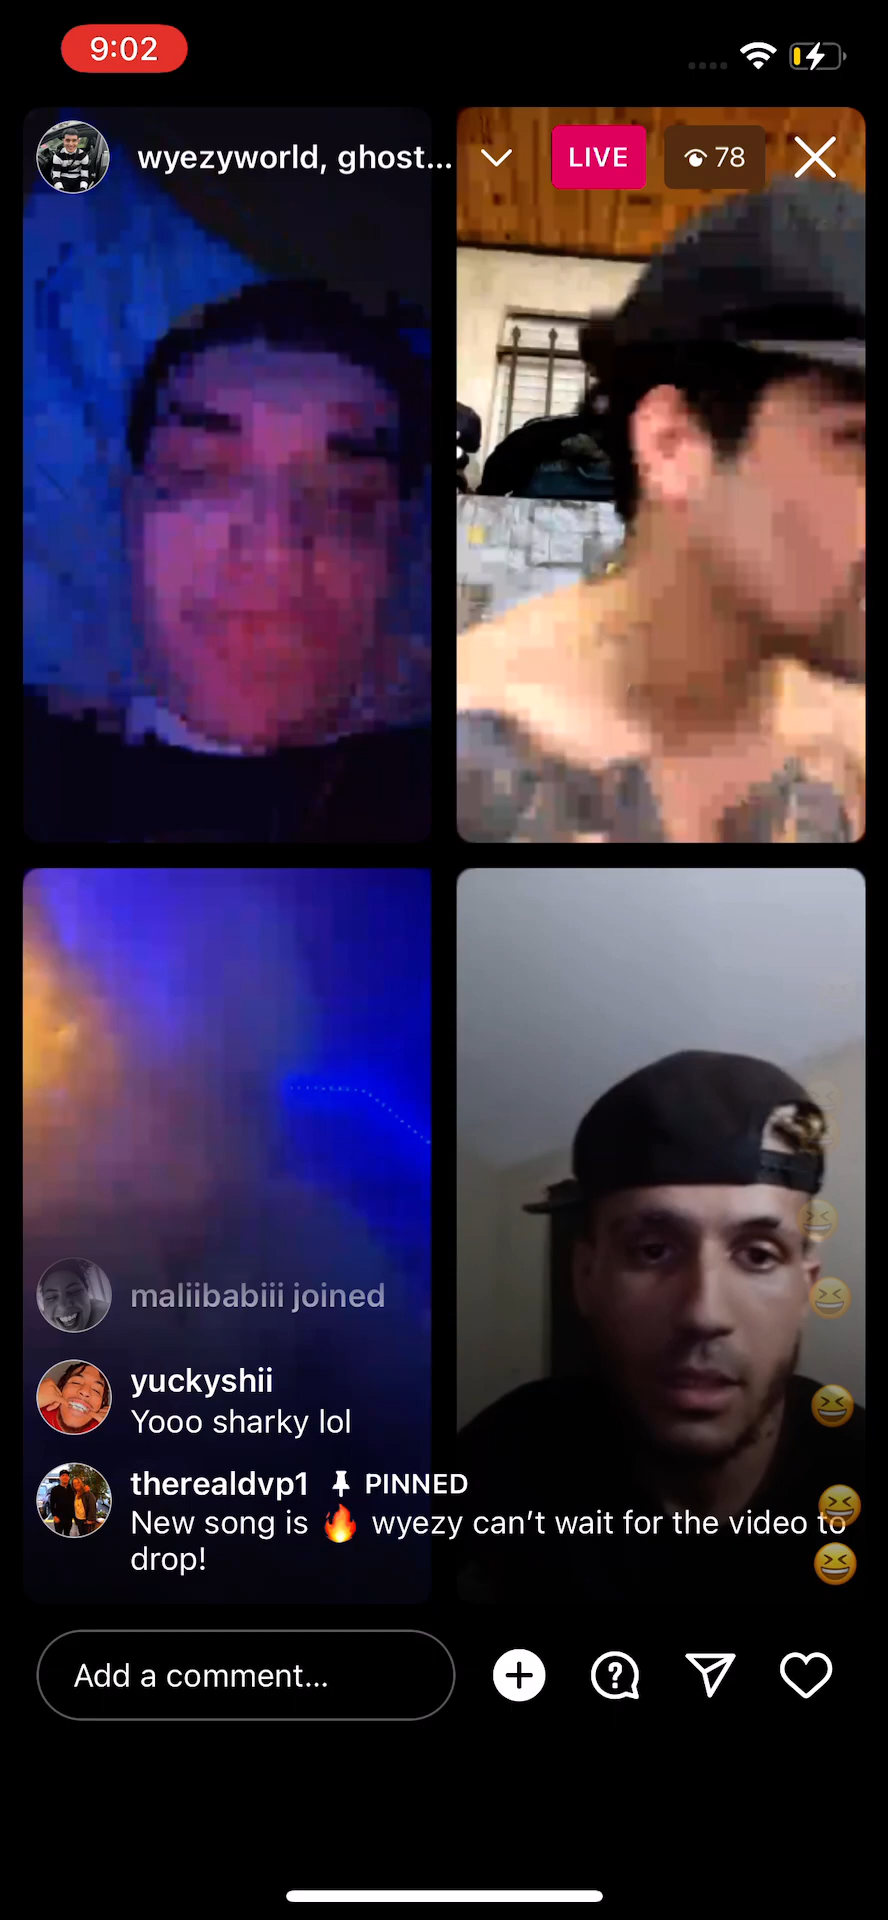 9:02
wyezyworld, ghost...
LIVE
78
maliibabiii joined
yuckyshii
Yooo sharky lol
therealdvp1 PINNED
New song is 🔥 wyezy can't wait for the video to
drop!
Add a comment...